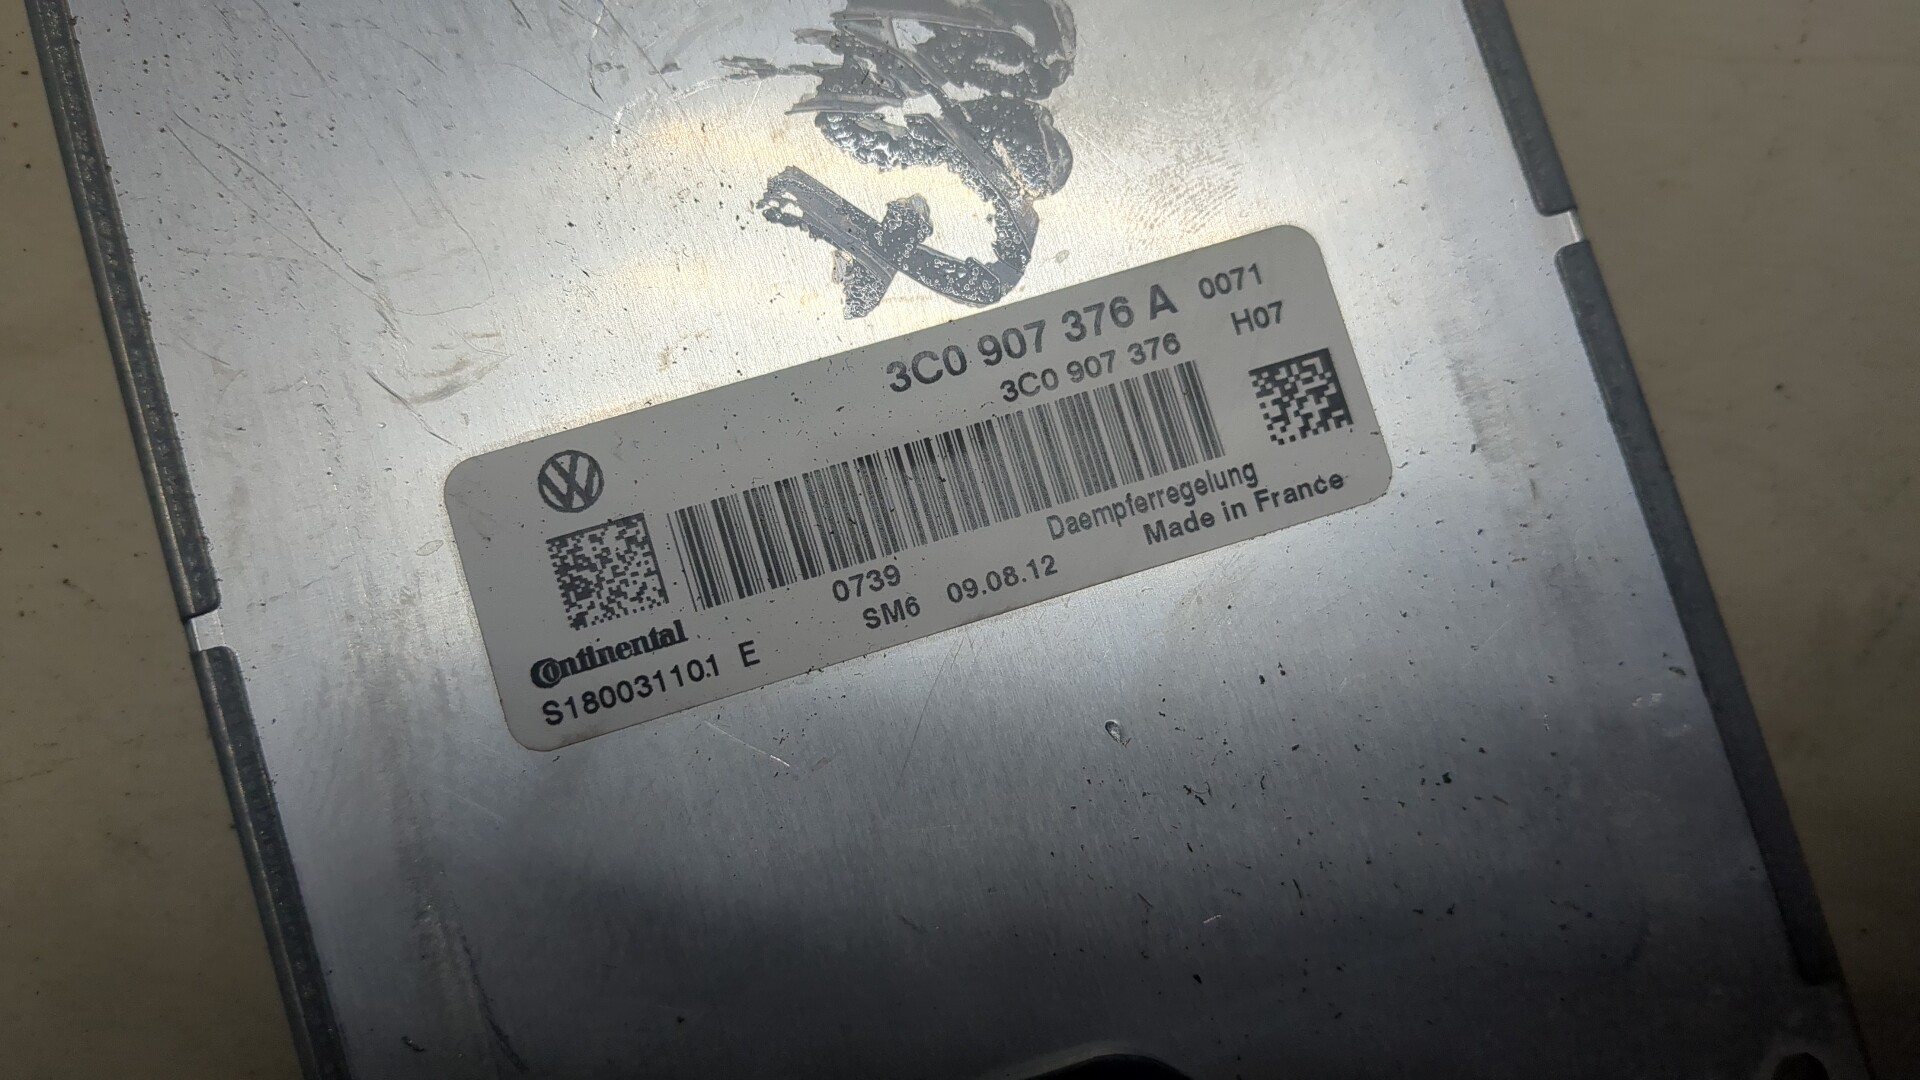 3C0 907 376 A 0071
3C0 907 376 H07
Daempferregelung
Made in France
0739
SM6 09.08.12
Continental
S180031101 E